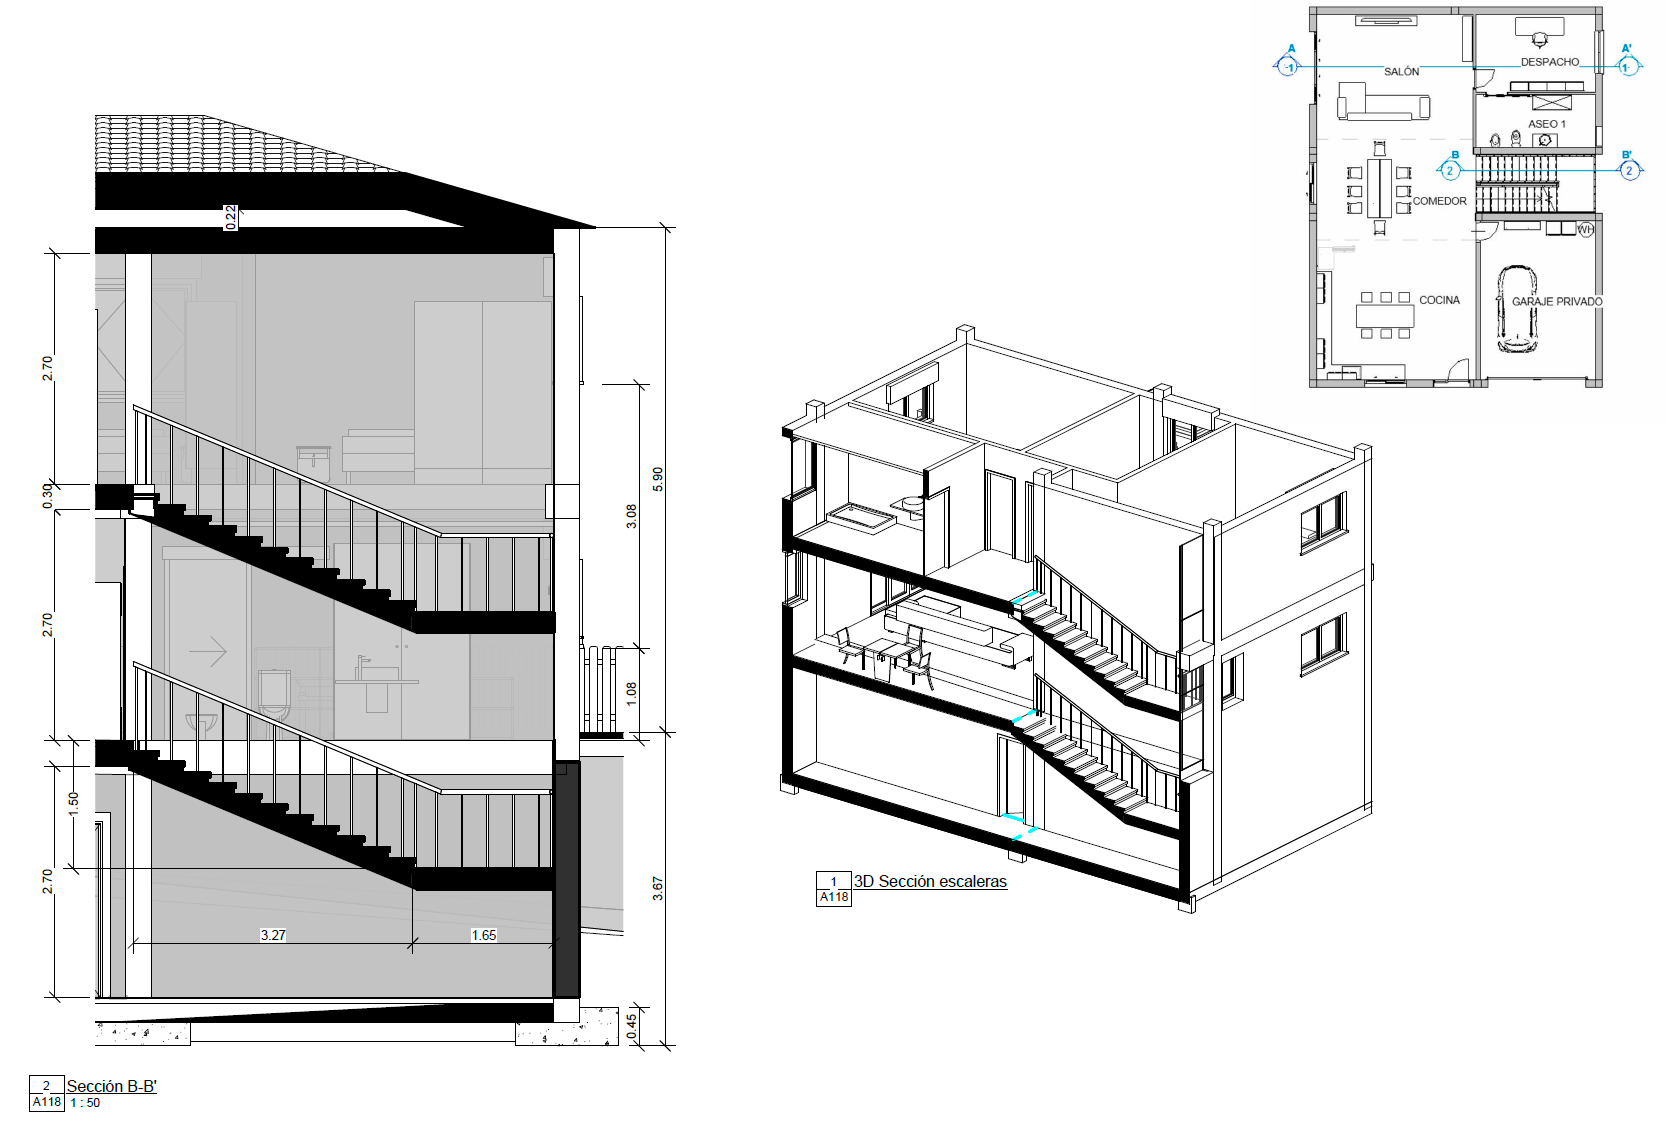 A
1
A'
1
SALÓN
DESPACHO
ASEO 1
B
2
B'
2
COMEDOR
WH
COCINA
GARAJE PRIVADO
0.22
2.70
0.30
2.70
1.50
2.70
3.27
1.65
5.90
3.08
1.08
3.67
0.45
1
A118
3D Sección escaleras
2
A118
Sección B-B'
1 : 50